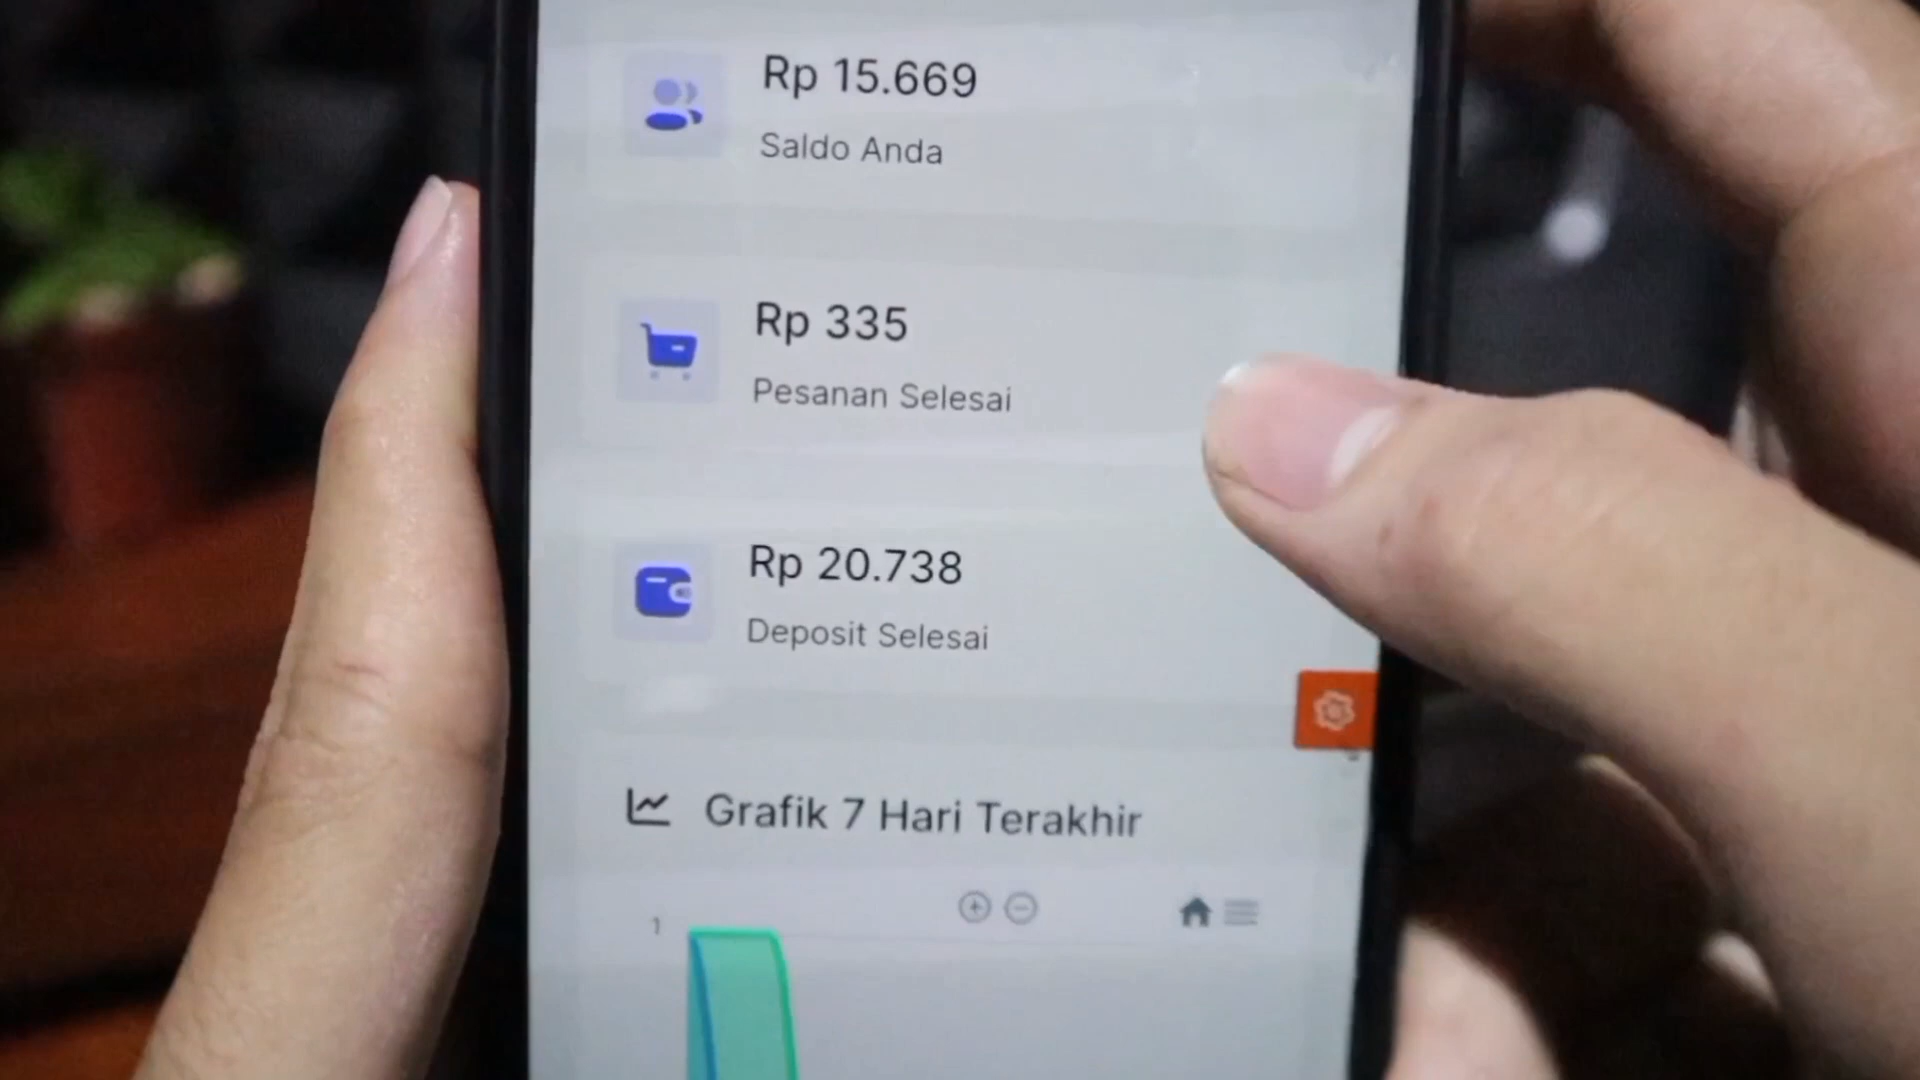 Rp 15.669
Saldo Anda
Rp 335
Pesanan Selesai
Rp 20.738
Deposit Selesai
Grafik 7 Hari Terakhir
1